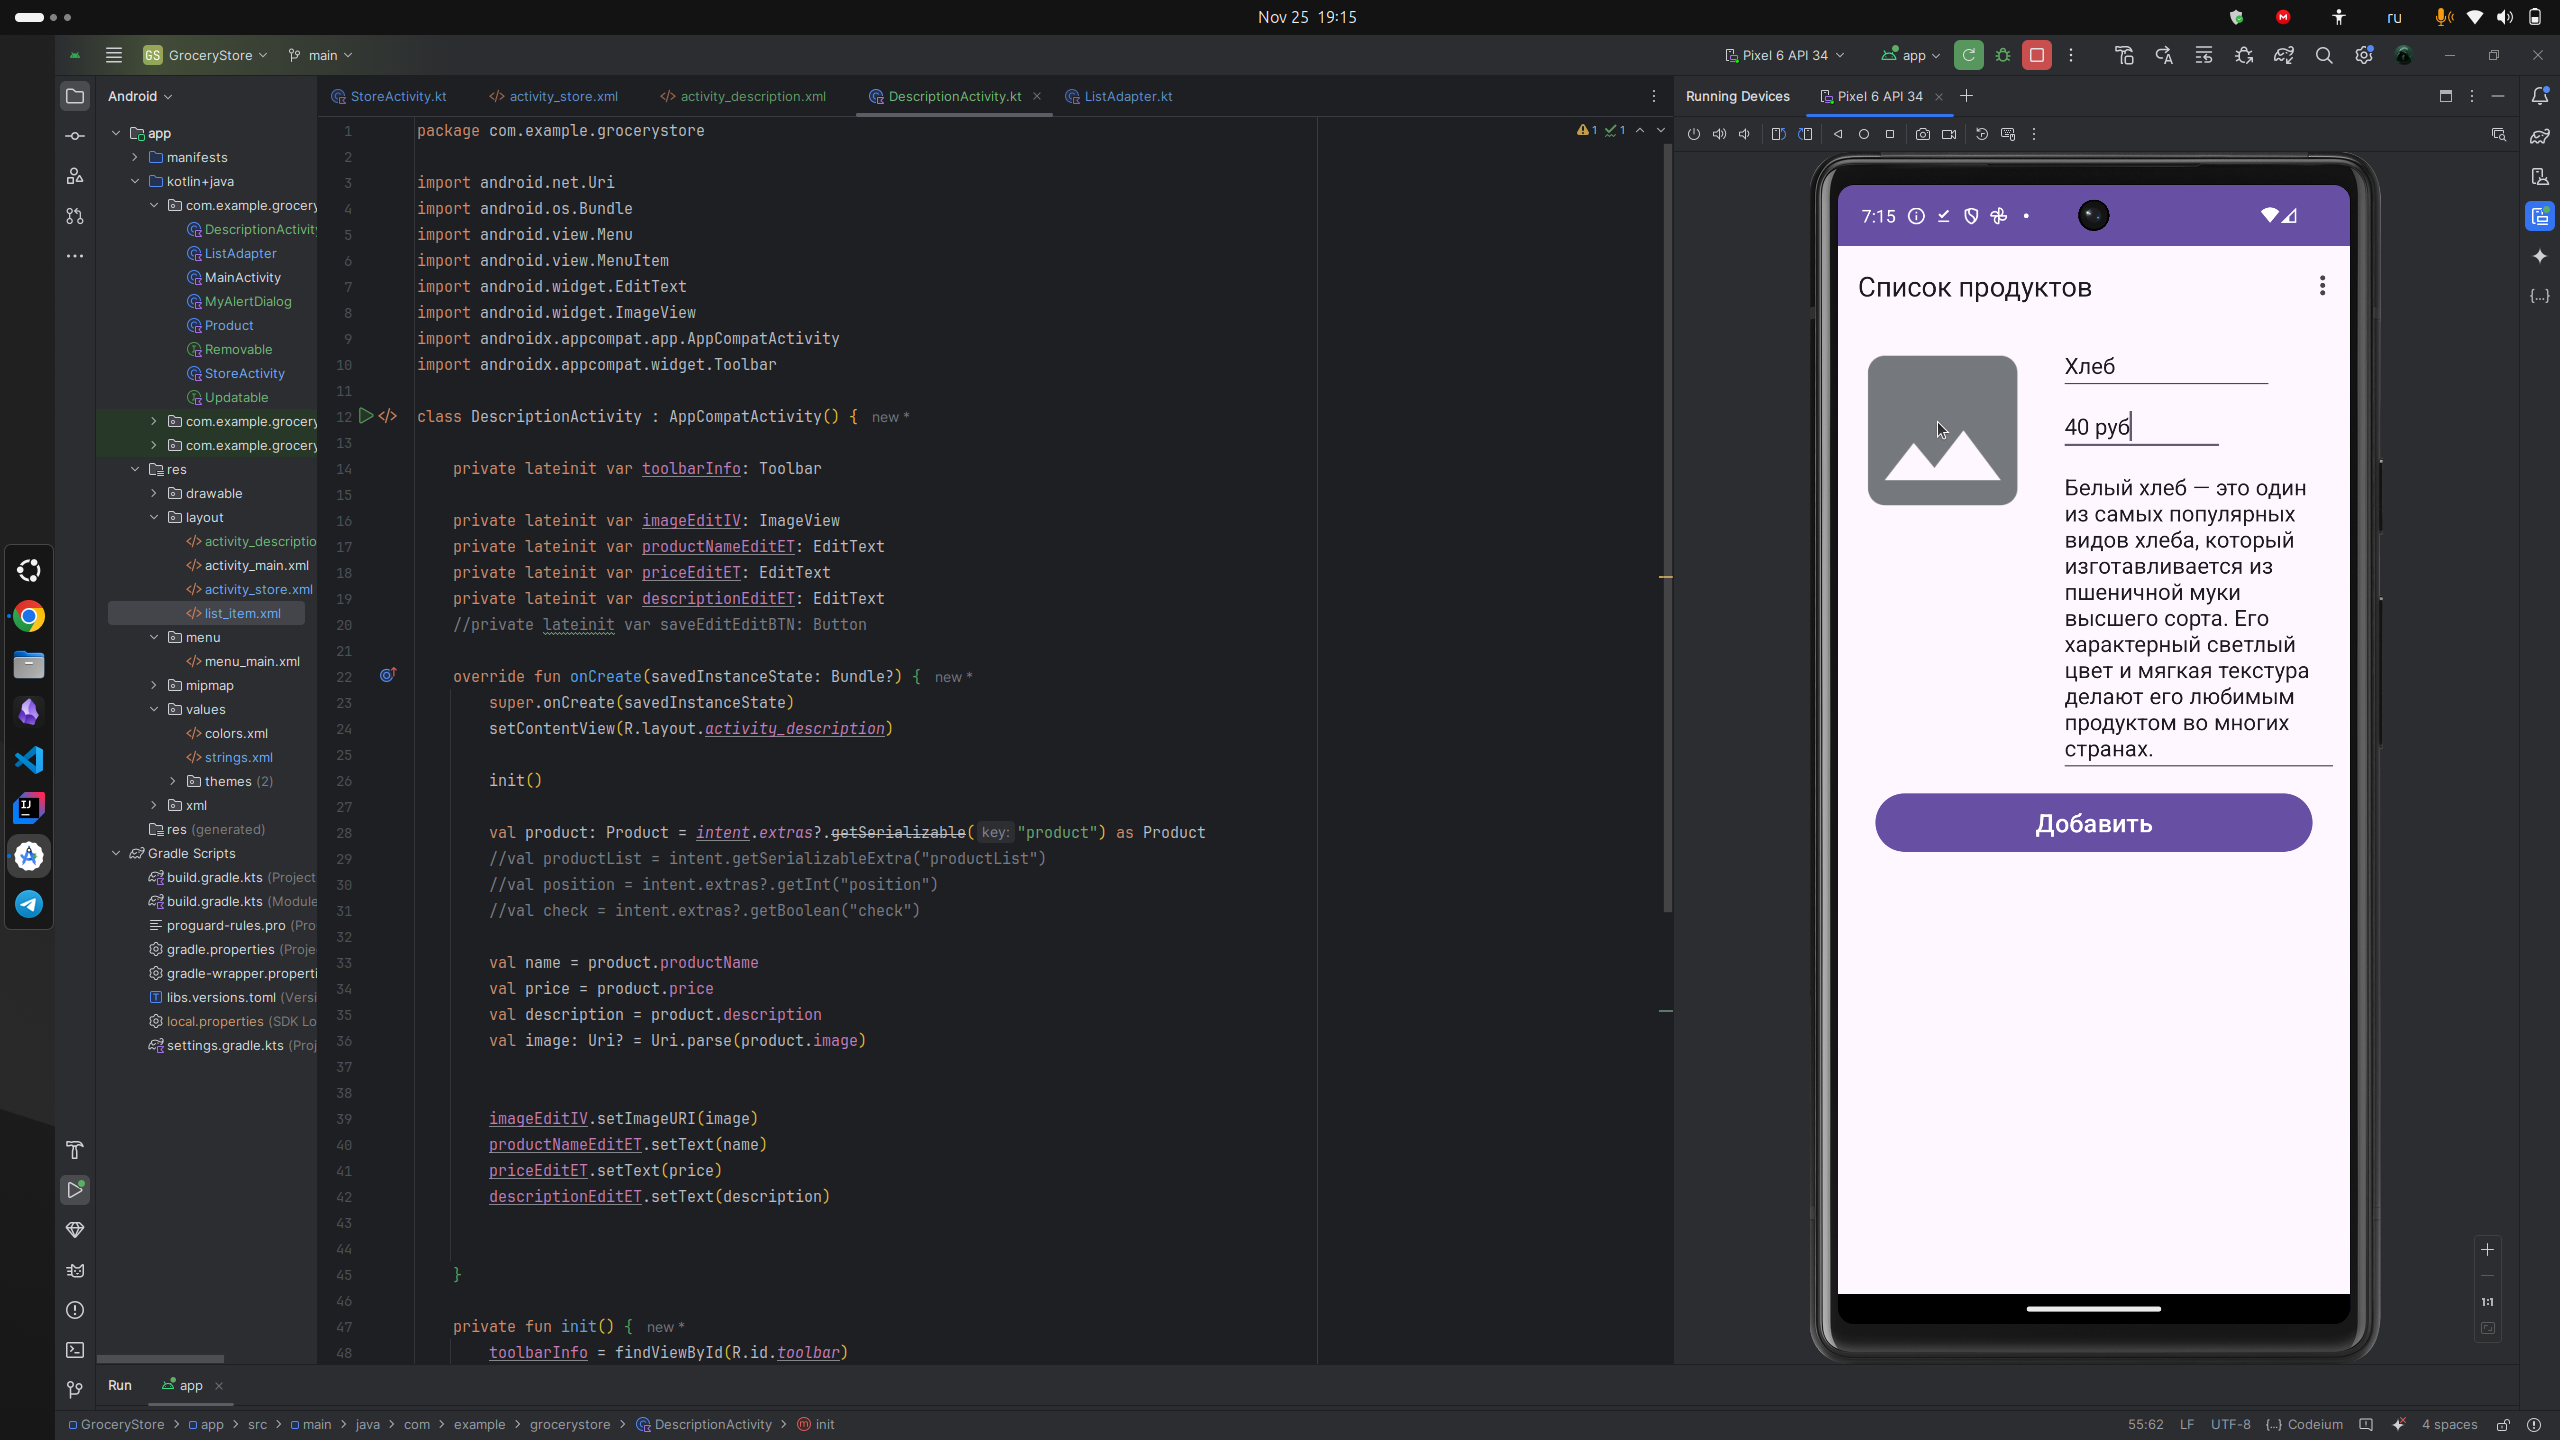 Nov 25 19:15
ru
GS GroceryStore main
Pixel 6 API 34 app
Android
StoreActivity.kt activity_store.xml activity_description.xml DescriptionActivity.kt ListAdapter.kt
Running Devices Pixel 6 API 34
app
manifests
kotlin+java
com.example.grocery
DescriptionActivity
ListAdapter
MainActivity
MyAlertDialog
Product
Removable
StoreActivity
Updatable
com.example.grocery
com.example.grocery
res
drawable
layout
activity_descriptio
activity_main.xml
activity_store.xml
list_item.xml
menu
menu_main.xml
mipmap
values
colors.xml
strings.xml
themes (2)
xml
res (generated)
Gradle Scripts
build.gradle.kts (Project
build.gradle.kts (Module
proguard-rules.pro (Pro
gradle.properties (Proje
gradle-wrapper.properti
libs.versions.toml (Versi
local.properties (SDK Lo
settings.gradle.kts (Proj
1 1
1 package com.example.grocerystore
2
3 import android.net.Uri
4 import android.os.Bundle
5 import android.view.Menu
6 import android.view.MenuItem
7 import android.widget.EditText
8 import android.widget.ImageView
9 import androidx.appcompat.app.AppCompatActivity
10 import androidx.appcompat.widget.Toolbar
11
12 class DescriptionActivity : AppCompatActivity() { new *
13
14 private lateinit var toolbarInfo: Toolbar
15
16 private lateinit var imageEditIV: ImageView
17 private lateinit var productNameEditET: EditText
18 private lateinit var priceEditET: EditText
19 private lateinit var descriptionEditET: EditText
20 //private lateinit var saveEditEditBTN: Button
21
22 override fun onCreate(savedInstanceState: Bundle?) { new *
23 super.onCreate(savedInstanceState)
24 setContentView(R.layout.activity_description)
25
26 init()
27
28 val product: Product = intent.extras?.getSerializable( key: "product") as Product
29 //val productList = intent.getSerializableExtra("productList")
30 //val position = intent.extras?.getInt("position")
31 //val check = intent.extras?.getBoolean("check")
32
33 val name = product.productName
34 val price = product.price
35 val description = product.description
36 val image: Uri? = Uri.parse(product.image)
37
38
39 imageEditIV.setImageURI(image)
40 productNameEditET.setText(name)
41 priceEditET.setText(price)
42 descriptionEditET.setText(description)
43
44
45 }
46
47 private fun init() { new *
48 toolbarInfo = findViewById(R.id.toolbar)
7:15
Список продуктов
Хлеб
40 руб
Белый хлеб — это один
из самых популярных
видов хлеба, который
изготавливается из
пшеничной муки
высшего сорта. Его
характерный светлый
цвет и мягкая текстура
делают его любимым
продуктом во многих
странах.
Добавить
1:1
Run app
GroceryStore > app > src > main > java > com > example > grocerystore > DescriptionActivity > init
55:62 LF UTF-8 {...} Codeium 4 spaces